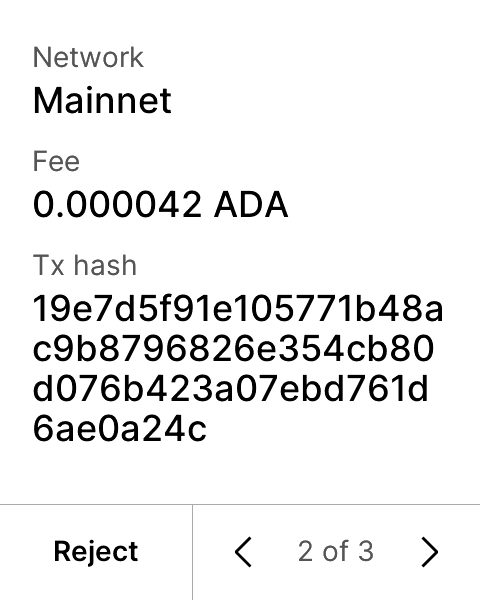 Network
Mainnet
Fee
0.000042 ADA
Tx hash
19e7d5f91e105771b48a
c9b8796826e354cb80
d076b423a07ebd761d
6ae0a24c
Reject
2 of 3